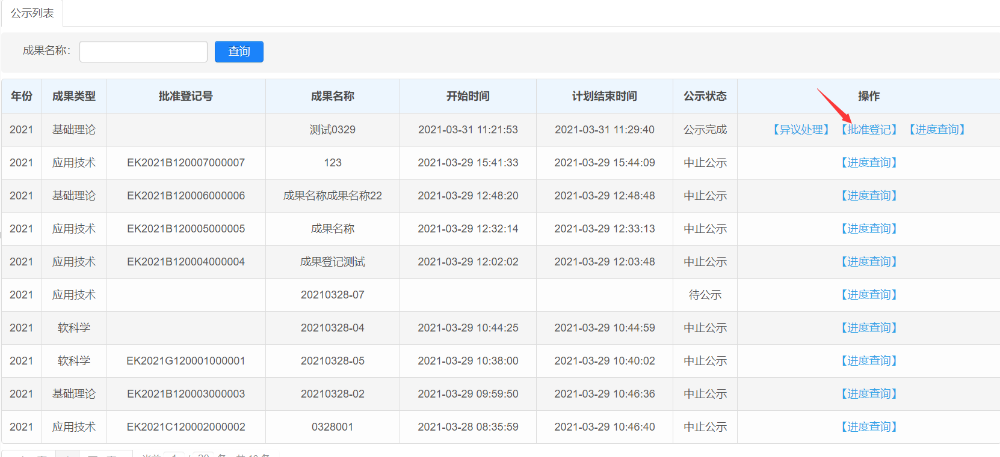 公示列表
成果名称： 查询
年份 成果类型 批准登记号 成果名称 开始时间 计划结束时间 公示状态 操作
2021 基础理论 测试0329 2021-03-31 11:21:53 2021-03-31 11:29:40 公示完成 【异议处理】 【批准登记】 【进度查询】
2021 应用技术 EK2021B120007000007 123 2021-03-29 15:41:33 2021-03-29 15:44:09 中止公示 【进度查询】
2021 基础理论 EK2021B120006000006 成果名称成果名称22 2021-03-29 12:48:20 2021-03-29 12:48:48 中止公示 【进度查询】
2021 应用技术 EK2021B120005000005 成果名称 2021-03-29 12:32:14 2021-03-29 12:33:13 中止公示 【进度查询】
2021 应用技术 EK2021B120004000004 成果登记测试 2021-03-29 12:02:02 2021-03-29 12:03:48 中止公示 【进度查询】
2021 应用技术 20210328-07 待公示 【进度查询】
2021 软科学 20210328-04 2021-03-29 10:44:25 2021-03-29 10:44:59 中止公示 【进度查询】
2021 软科学 EK2021G120001000001 20210328-05 2021-03-29 10:38:00 2021-03-29 10:40:02 中止公示 【进度查询】
2021 基础理论 EK2021B120003000003 20210328-02 2021-03-29 09:59:50 2021-03-29 10:46:36 中止公示 【进度查询】
2021 应用技术 EK2021C120002000002 0328001 2021-03-28 08:35:59 2021-03-29 10:46:40 中止公示 【进度查询】